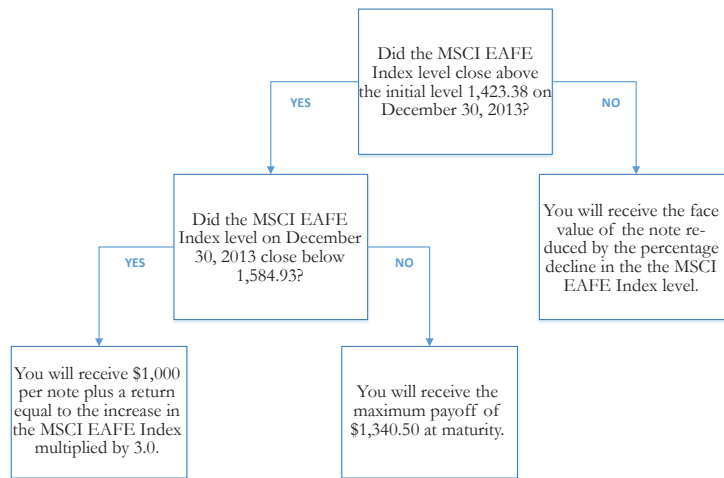 Did the MSCI EAFE
Index level close above
the initial level 1,423.38 on
December 30, 2013?
YES
NO
Did the MSCI EAFE
Index level on December
30, 2013 close below
1,584.93?
You will receive the face
value of the note re-
duced by the percentage
decline in the the MSCI
EAFE Index level.
YES
NO
You will receive $1,000
per note plus a return
equal to the increase in
the MSCI EAFE Index
multiplied by 3.0.
You will receive the
maximum payoff of
$1,340.50 at maturity.